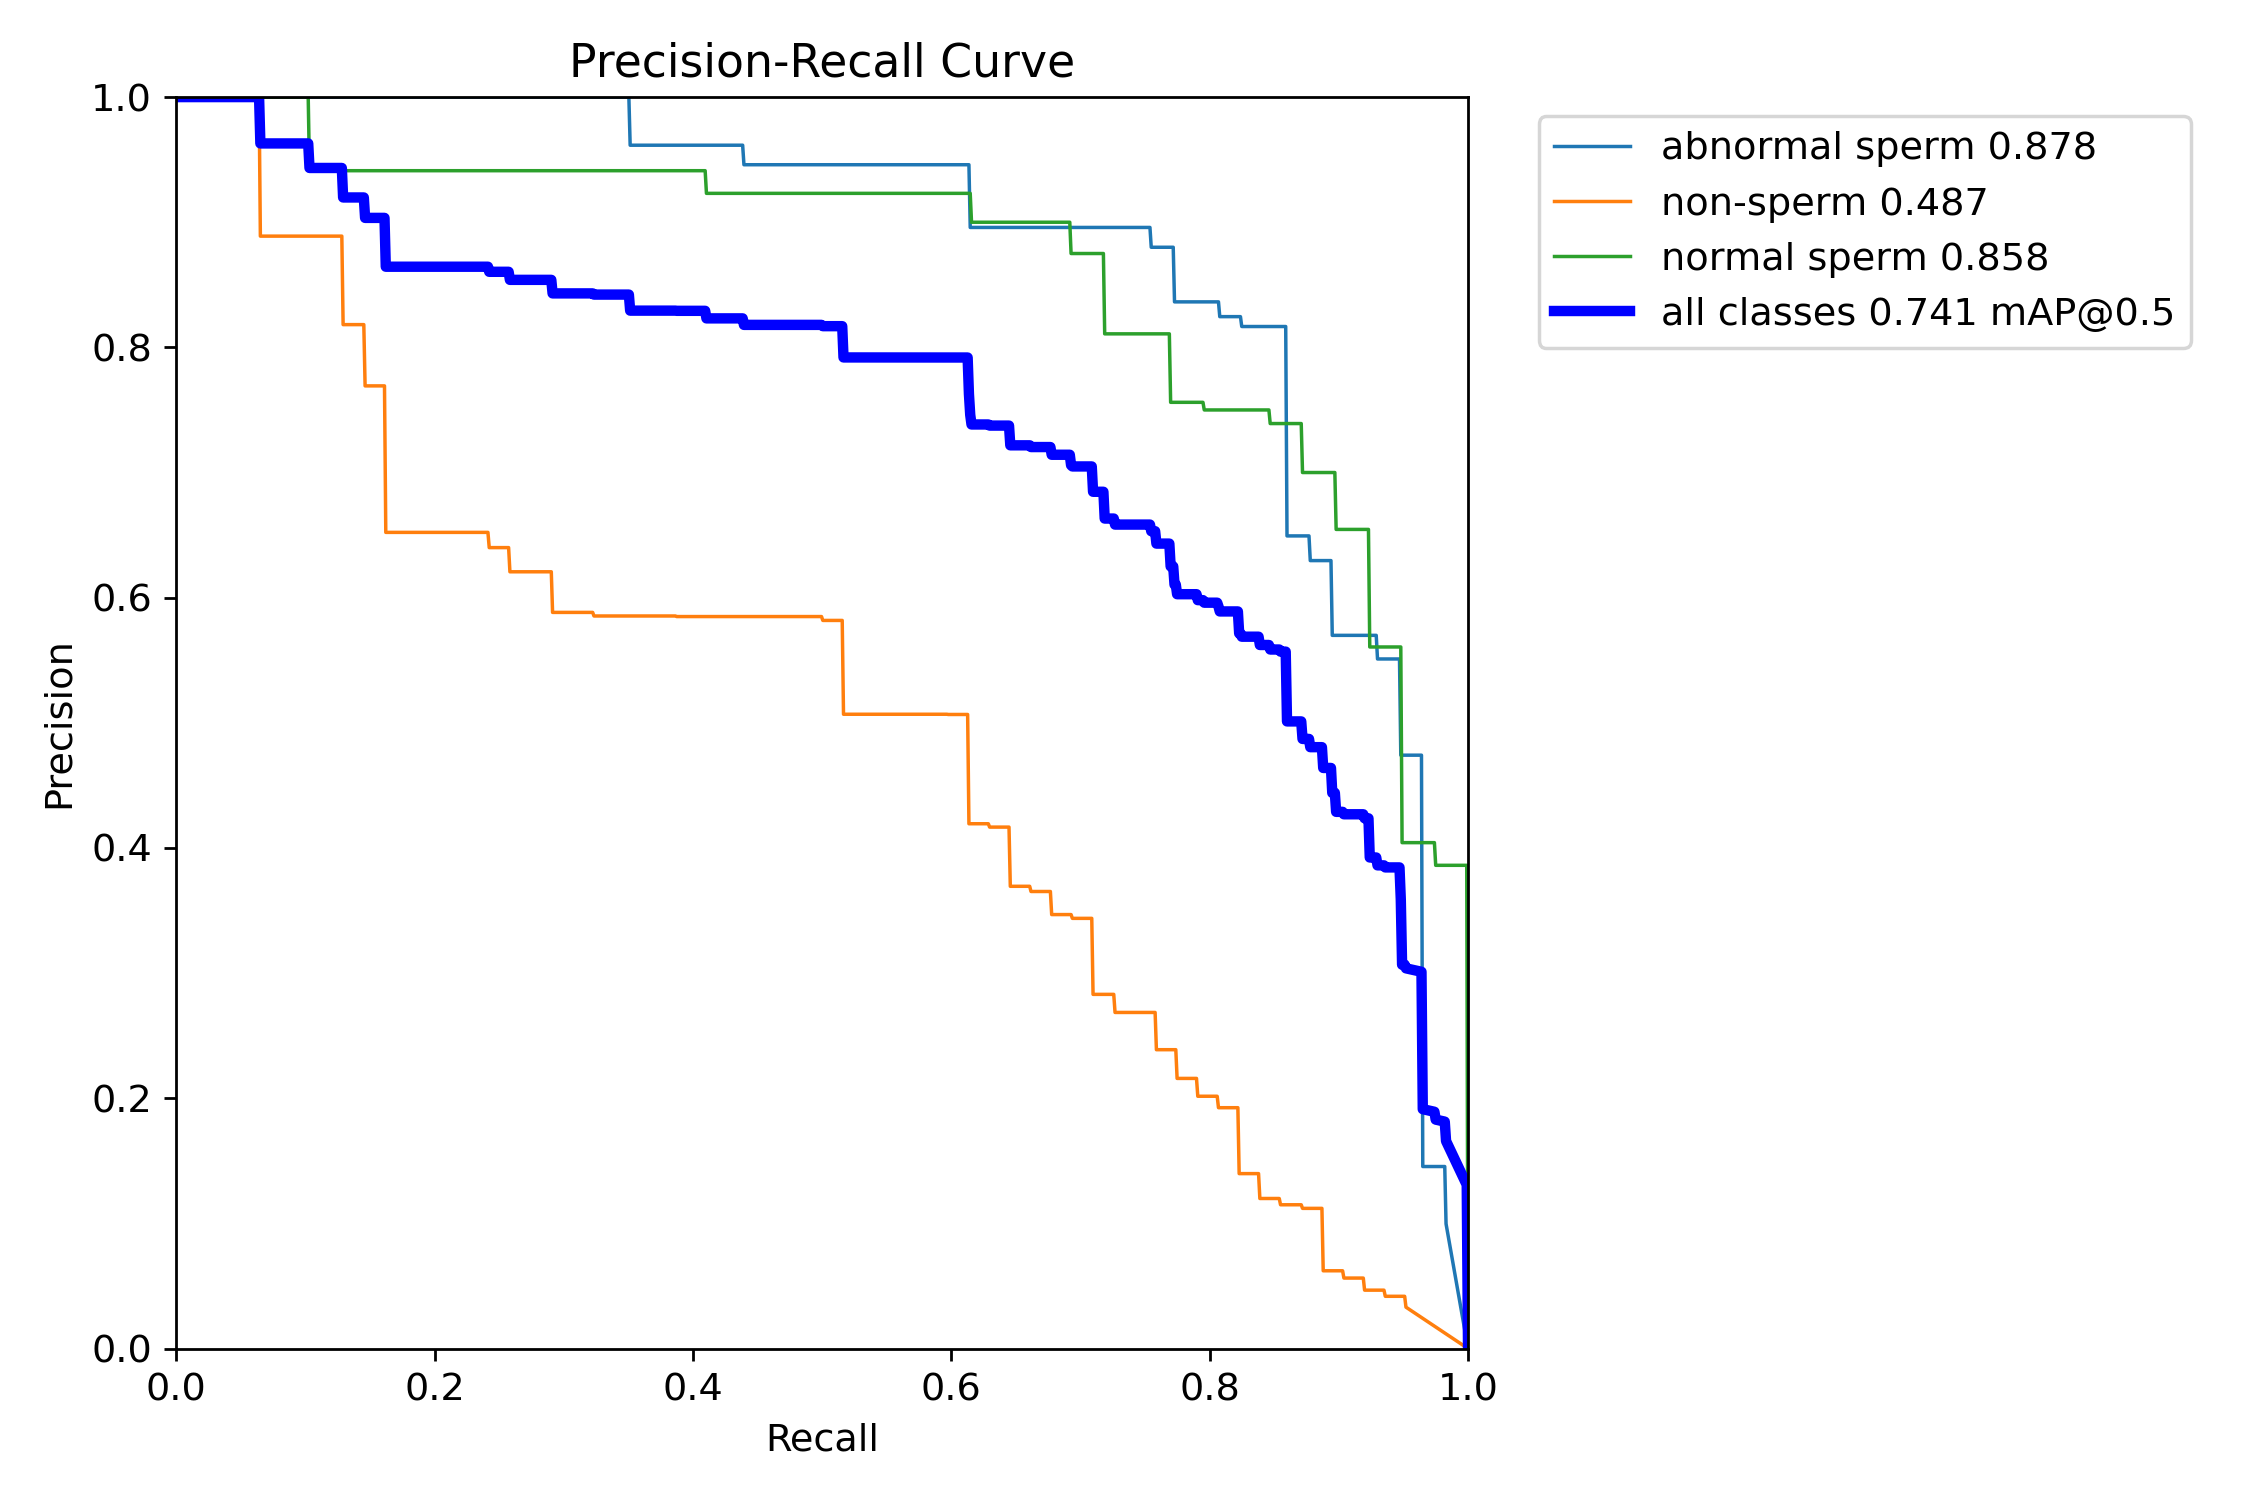 Precision-Recall Curve
1.0
0.8
0.6
0.4
0.2
0.0
Precision
0.0 0.2 0.4 0.6 0.8 1.0
Recall
abnormal sperm 0.878
non-sperm 0.487
normal sperm 0.858
all classes 0.741 mAP@0.5